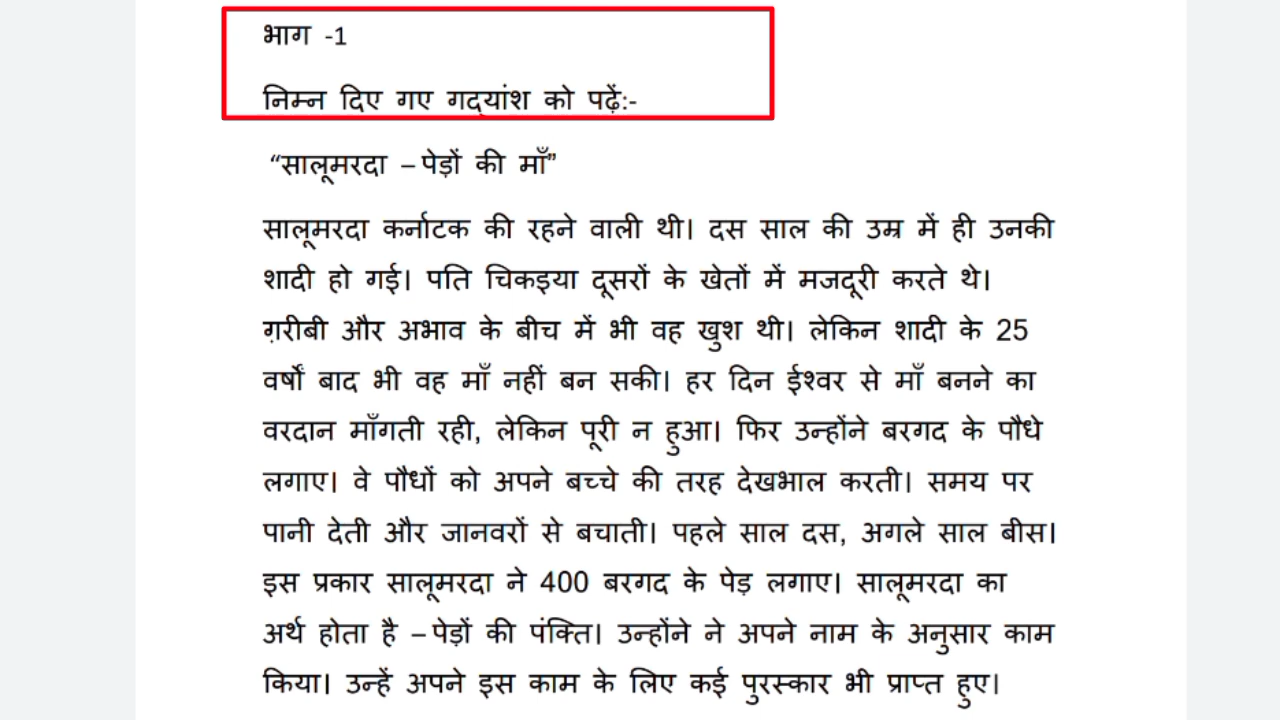 भाग -1
निम्न दिए गए गद्यांश को पढ़ें:-
“सालूमरदा – पेड़ों की माँ”
सालूमरदा कर्नाटक की रहने वाली थी। दस साल की उम्र में ही उनकी
शादी हो गई। पति चिकइया दूसरों के खेतों में मजदूरी करते थे।
ग़रीबी और अभाव के बीच में भी वह खुश थी। लेकिन शादी के 25
वर्षों बाद भी वह माँ नहीं बन सकी। हर दिन ईश्वर से माँ बनने का
वरदान माँगती रही, लेकिन पूरी न हुआ। फिर उन्होंने बरगद के पौधे
लगाए। वे पौधों को अपने बच्चे की तरह देखभाल करती। समय पर
पानी देती और जानवरों से बचाती। पहले साल दस, अगले साल बीस।
इस प्रकार सालूमरदा ने 400 बरगद के पेड़ लगाए। सालूमरदा का
अर्थ होता है – पेड़ों की पंक्ति। उन्होंने ने अपने नाम के अनुसार काम
किया। उन्हें अपने इस काम के लिए कई पुरस्कार भी प्राप्त हुए।